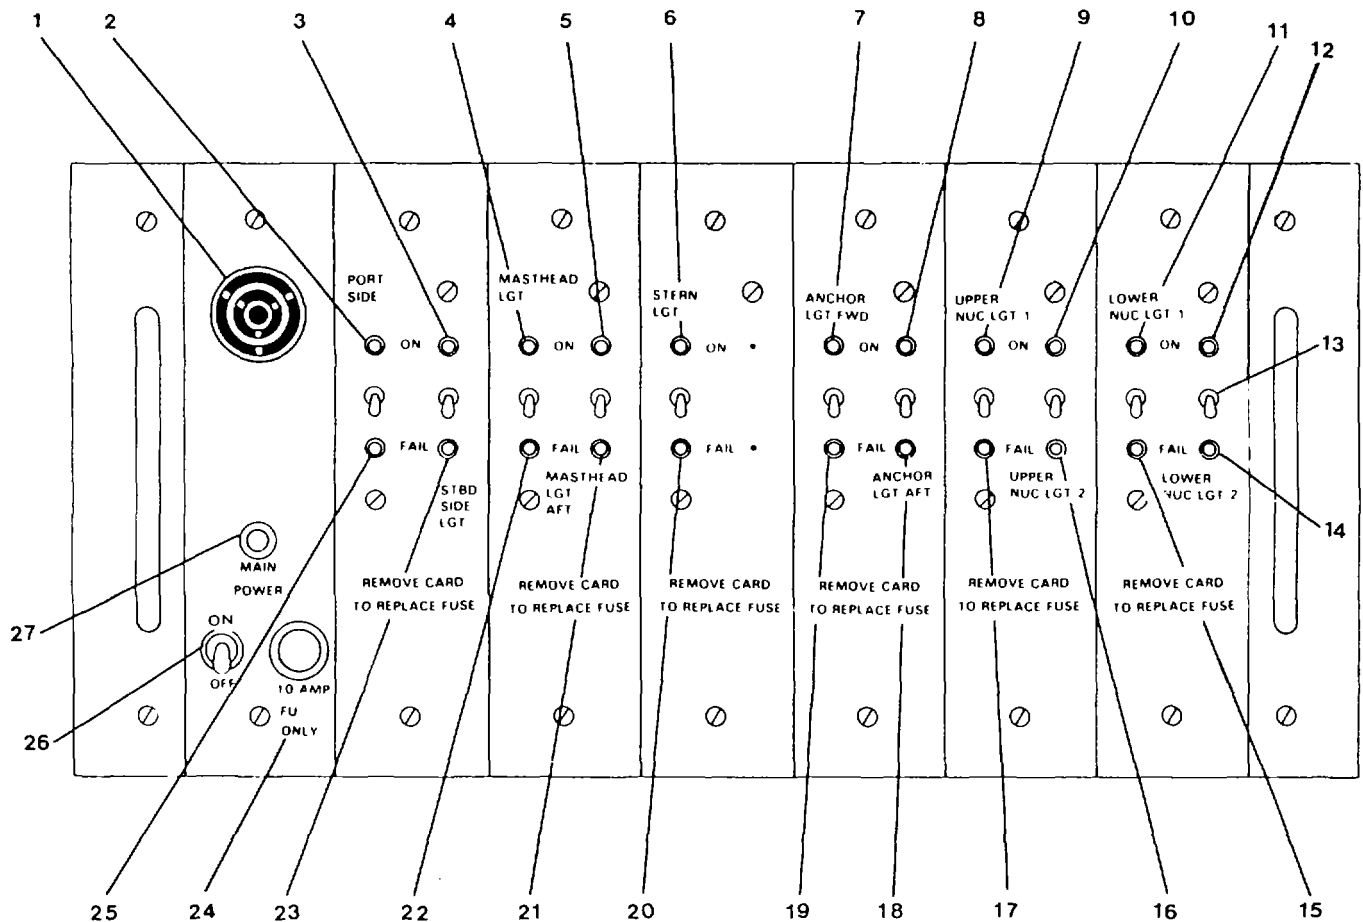 1 2 3 4 5 6 7 8 9 10 11 12
PORT
SIDE
ON
FAIL
STBD
SIDE
LGT
REMOVE CARD
TO REPLACE FUSE
MASTHEAD
LGT
ON
FAIL
MASTHEAD
LGT
AFT
REMOVE CARD
TO REPLACE FUSE
STERN
LGT
ON
FAIL
REMOVE CARD
TO REPLACE FUSE
ANCHOR
LGT FWD
ON
FAIL
ANCHOR
LGT AFT
REMOVE CARD
TO REPLACE FUSE
UPPER
NUC LGT 1
ON
FAIL
UPPER
NUC LGT 2
REMOVE CARD
TO REPLACE FUSE
LOWER
NUC LGT 1
ON
FAIL
LOWER
NUC LGT 2
REMOVE CARD
TO REPLACE FUSE
13
14
MAIN
POWER
ON
OFF
10 AMP
FU
ONLY
27
26
25 24 23 22 21 20 19 18 17 16 15